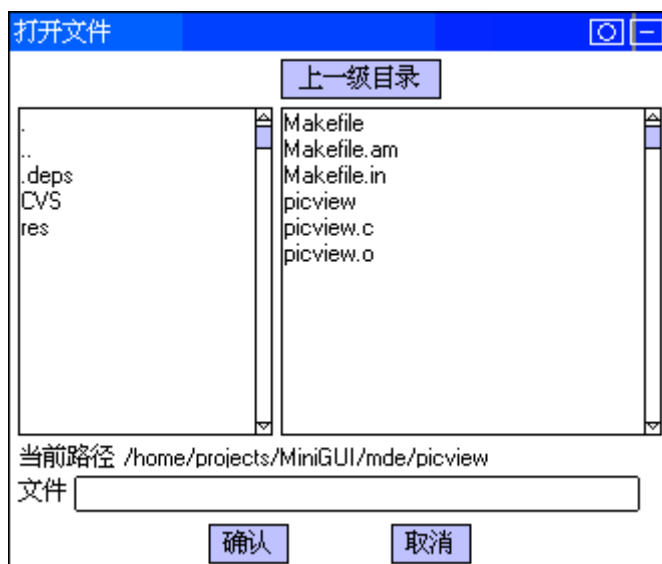 打开文件
上一级目录
.
..
.deps
CVS
res
Makefile
Makefile.am
Makefile.in
picview
picview.c
picview.o
当前路径 /home/projects/MiniGUI/mde/picview
文件
确认 取消